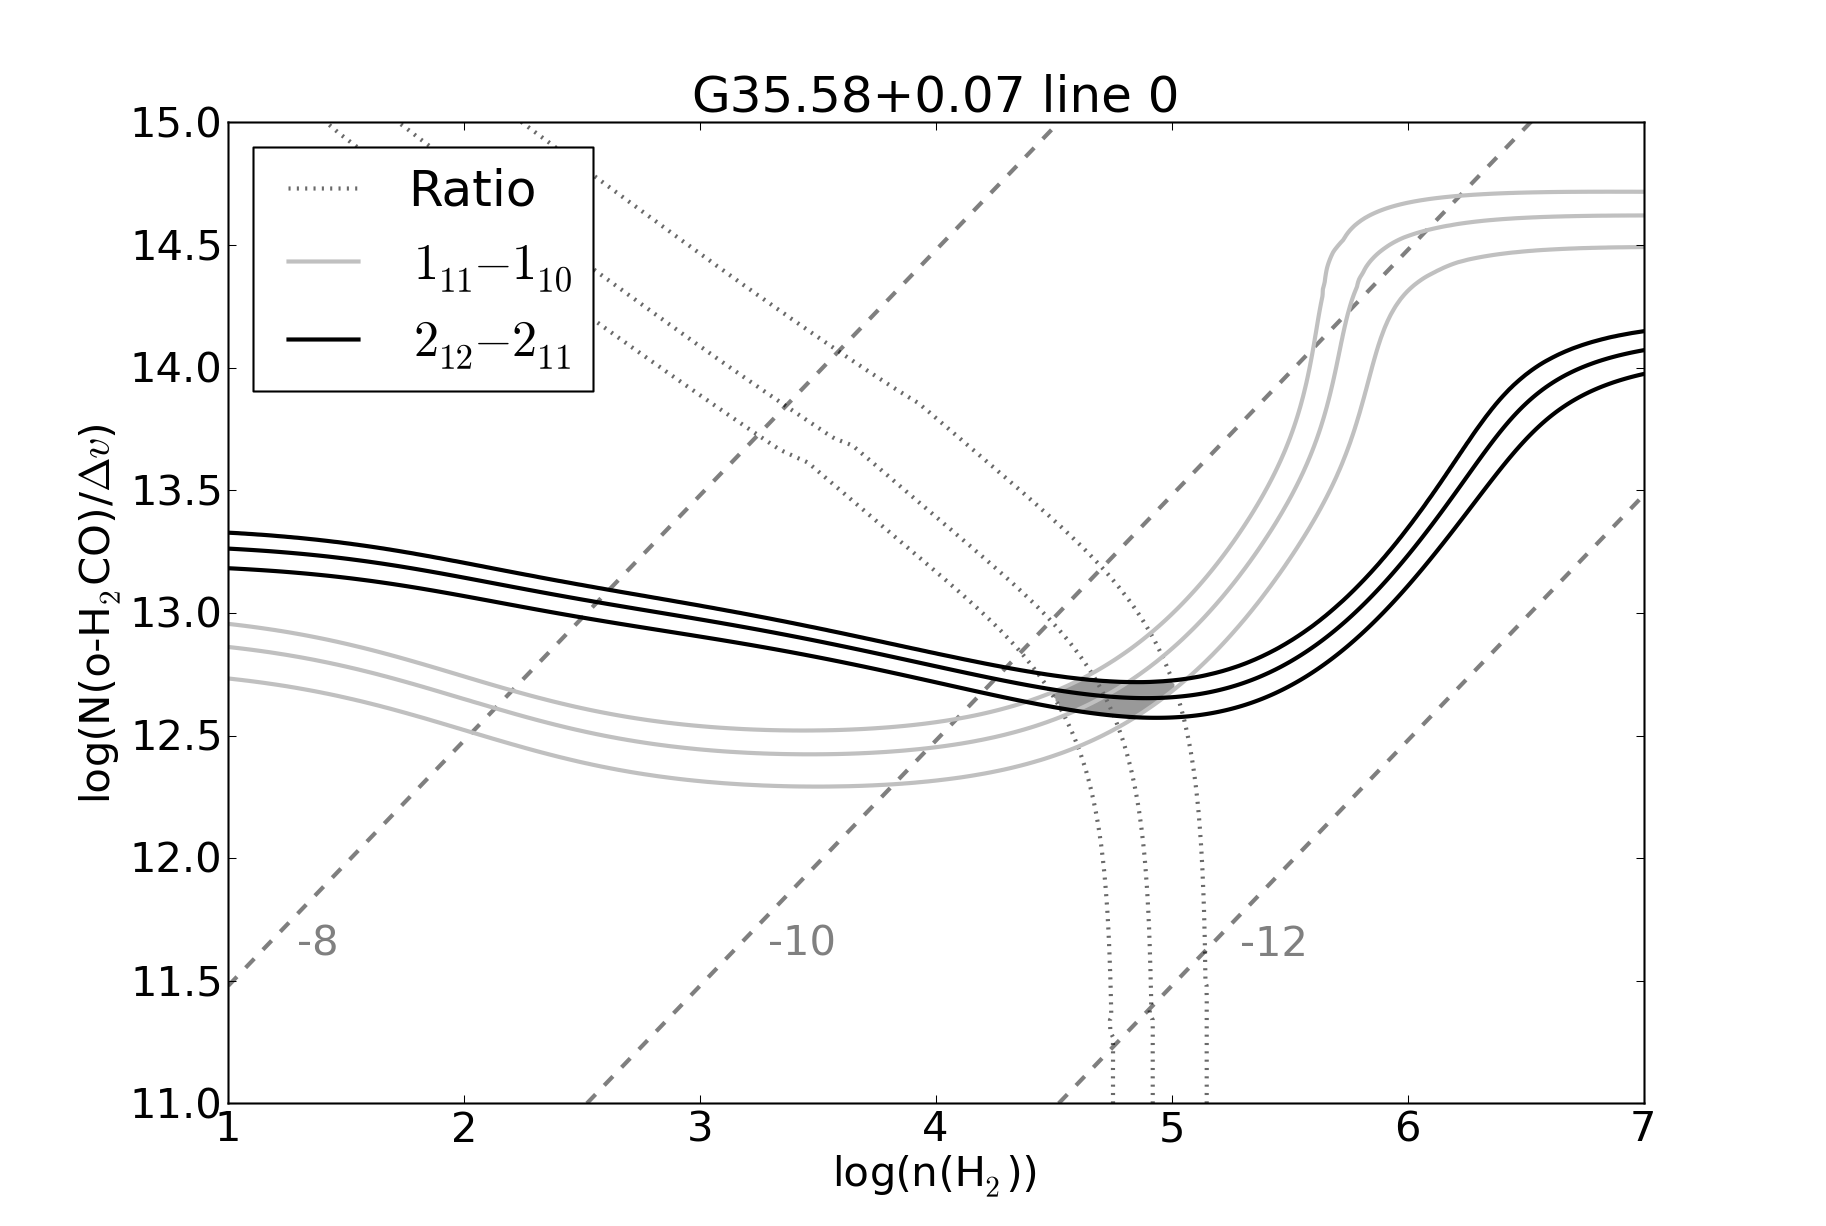 G35.58+0.07 line 0
15.0
14.5
14.0
13.5
13.0
12.5
12.0
11.5
11.0
log(N(o-H₂CO)/Δv)
Ratio
1₁₁−1₁₀
2₁₂−2₁₁
-8
-10
-12
1 2 3 4 5 6 7
log(n(H₂))